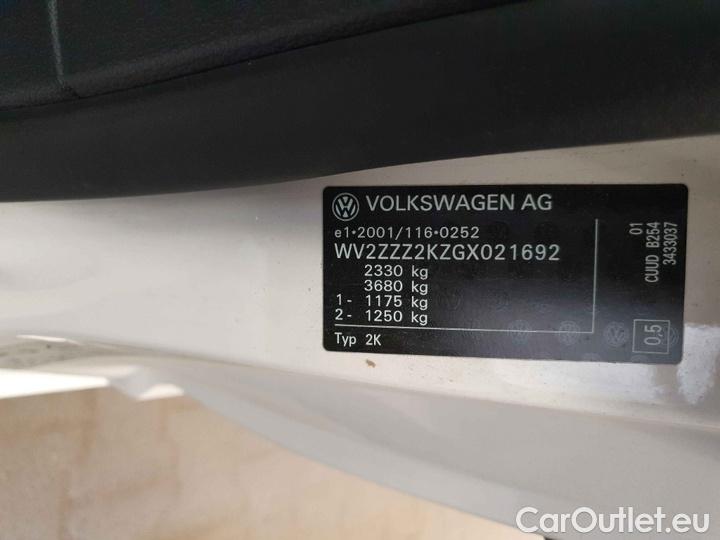 VOLKSWAGEN AG
e1*2001/116*0252
WV2ZZZ2KZGX021692
2330 kg
3680 kg
1- 1175 kg
2- 1250 kg
Typ 2K
01
CUUD B254
3433037
0,5
CarOutlet.eu